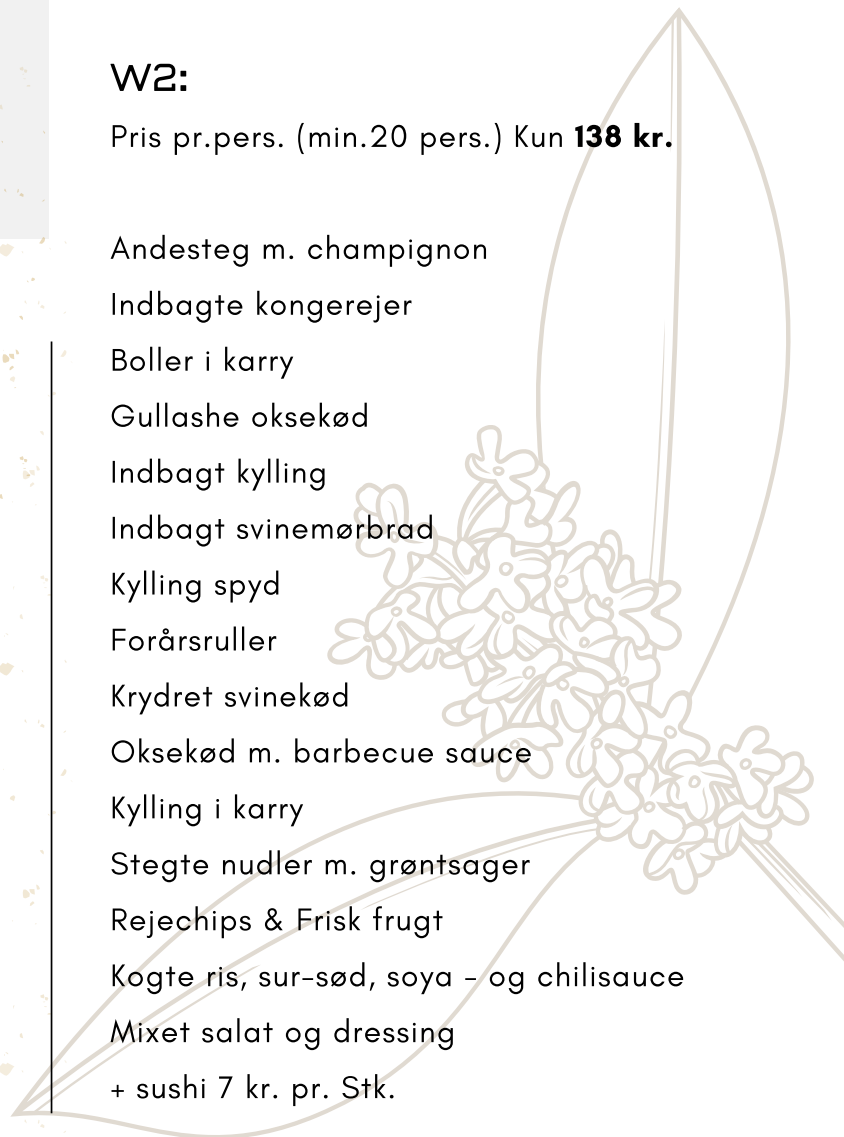 W2:
Pris pr.pers. (min.20 pers.) Kun 138 kr.
Andesteg m. champignon
Indbagte kongerejer
Boller i karry
Gullashe oksekød
Indbagt kylling
Indbagt svinemørbrad
Kylling spyd
Forårsruller
Krydret svinekød
Oksekød m. barbecue sauce
Kylling i karry
Stegte nudler m. grøntsager
Rejechips & Frisk frugt
Kogte ris, sur-sød, soya - og chilisauce
Mixet salat og dressing
+ sushi 7 kr. pr. Stk.